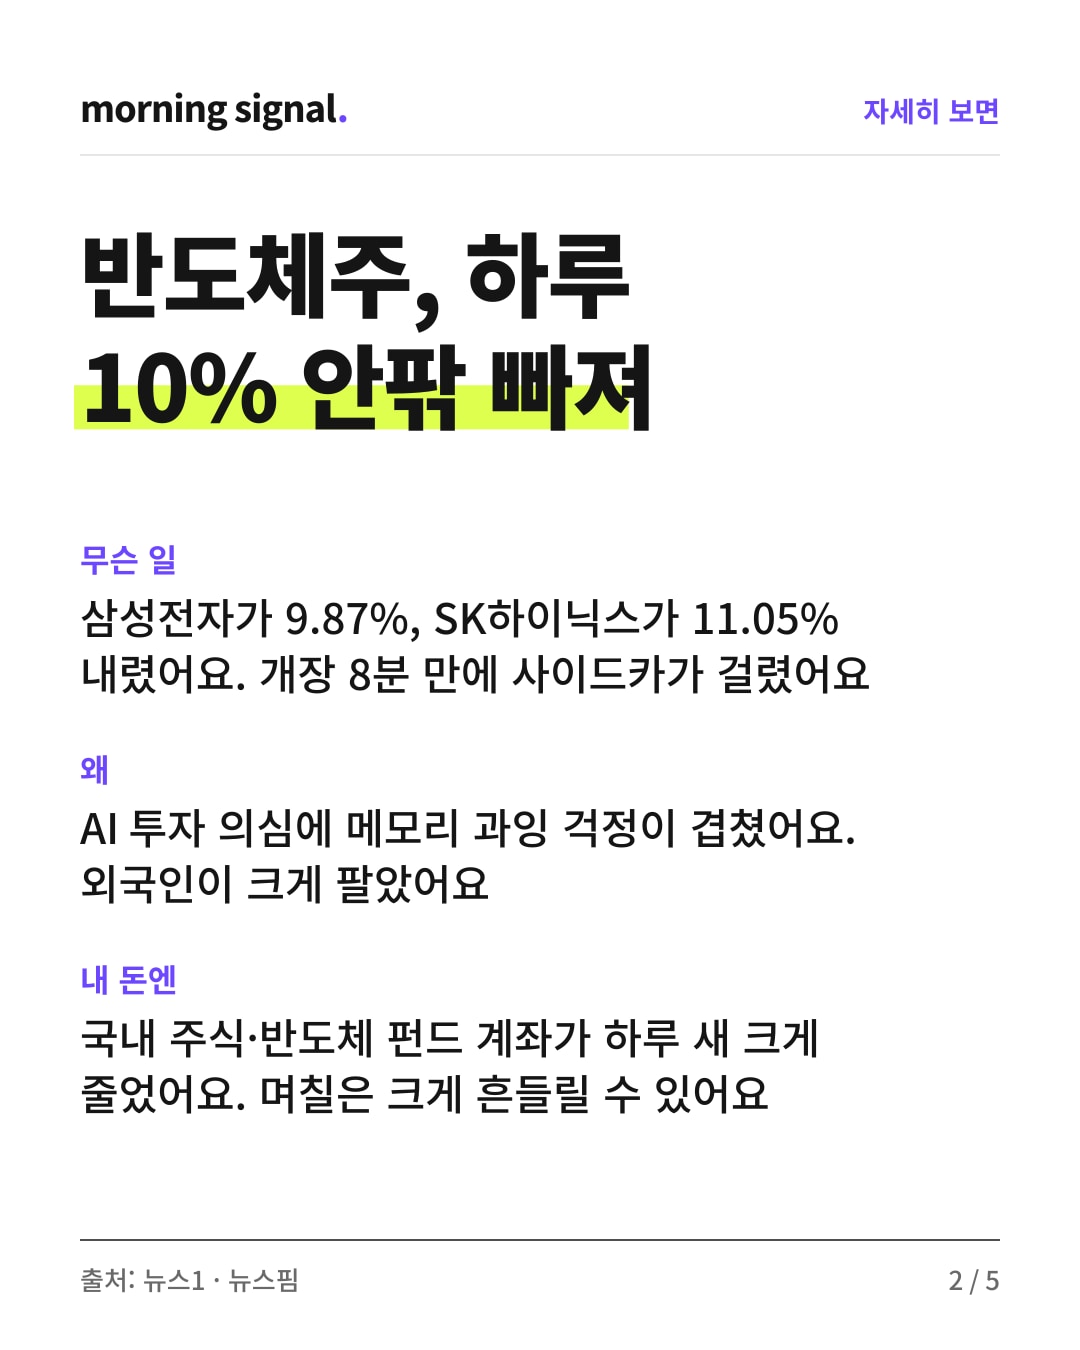 morning signal.
자세히 보면
반도체주, 하루
10% 안팎 빠져
무슨 일
삼성전자가 9.87%, SK하이닉스가 11.05%
내렸어요. 개장 8분 만에 사이드카가 걸렸어요
왜
AI 투자 의심에 메모리 과잉 걱정이 겹쳤어요.
외국인이 크게 팔았어요
내 돈엔
국내 주식·반도체 펀드 계좌가 하루 새 크게
줄었어요. 며칠은 크게 흔들릴 수 있어요
출처: 뉴스1 · 뉴스핌
2 / 5